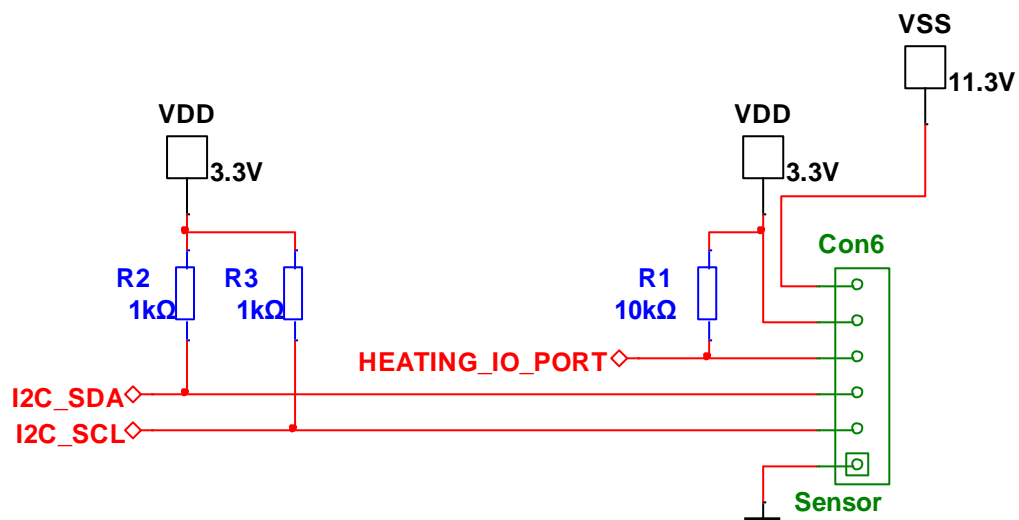 VSS
11.3V
VDD
3.3V
VDD
3.3V
Con6
R2
1kΩ
R3
1kΩ
R1
10kΩ
HEATING_IO_PORT
I2C_SDA
I2C_SCL
Sensor